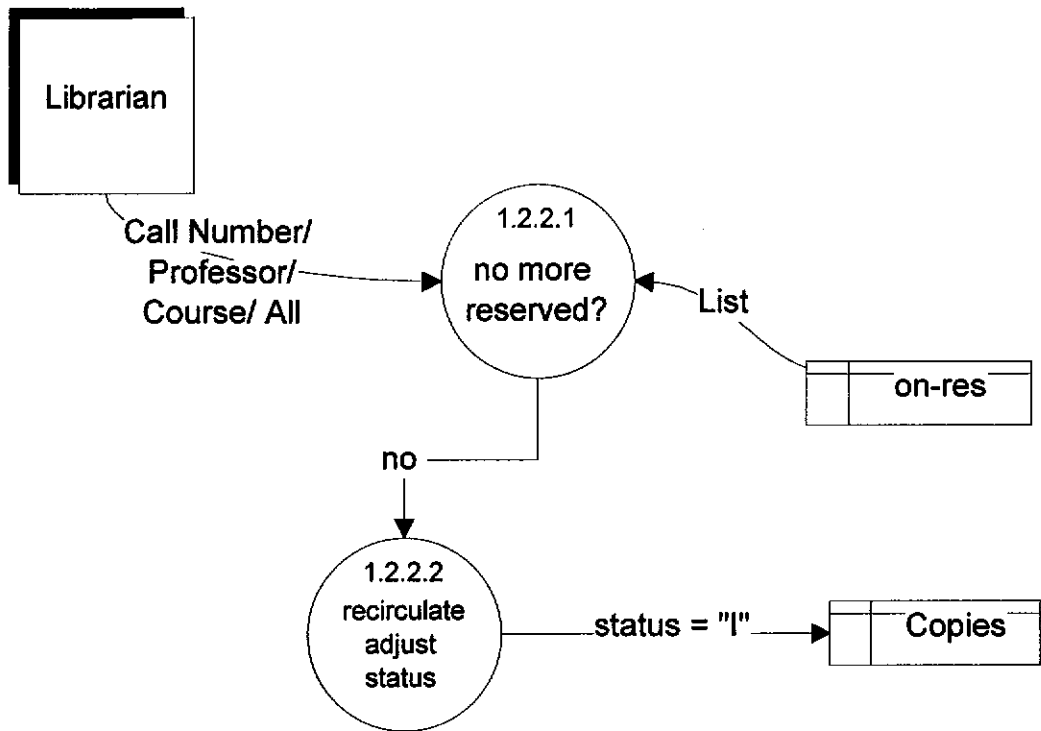 Librarian
Call Number/
Professor/
Course/ All
1.2.2.1
no more
reserved?
List
on-res
no
1.2.2.2
recirculate
adjust
status
status = "I"
Copies